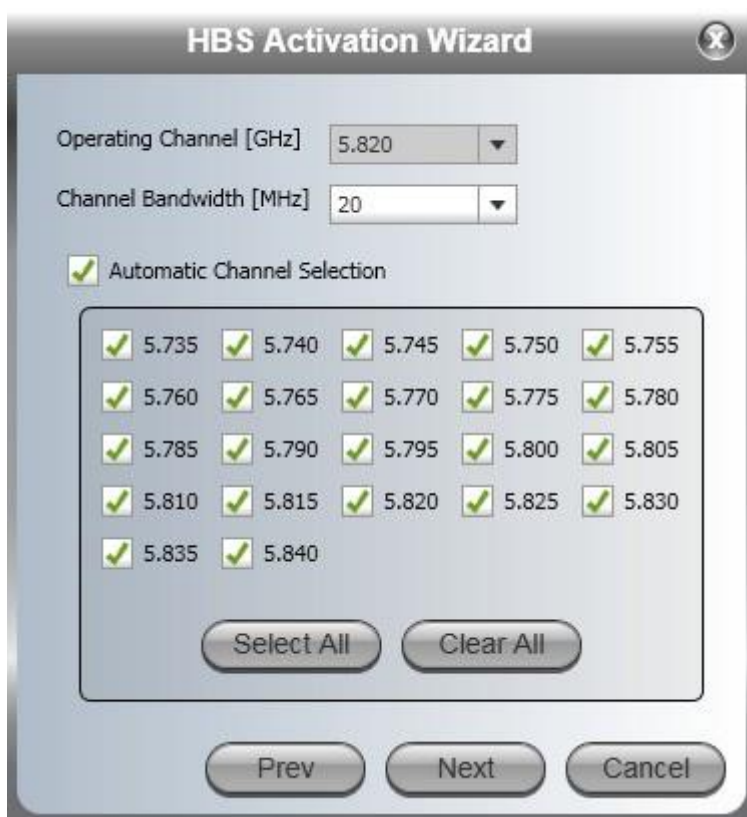 HBS Activation Wizard
X
Operating Channel [GHz] 5.820
Channel Bandwidth [MHz] 20
Automatic Channel Selection
5.735 5.740 5.745 5.750 5.755
5.760 5.765 5.770 5.775 5.780
5.785 5.790 5.795 5.800 5.805
5.810 5.815 5.820 5.825 5.830
5.835 5.840
Select All Clear All
Prev Next Cancel